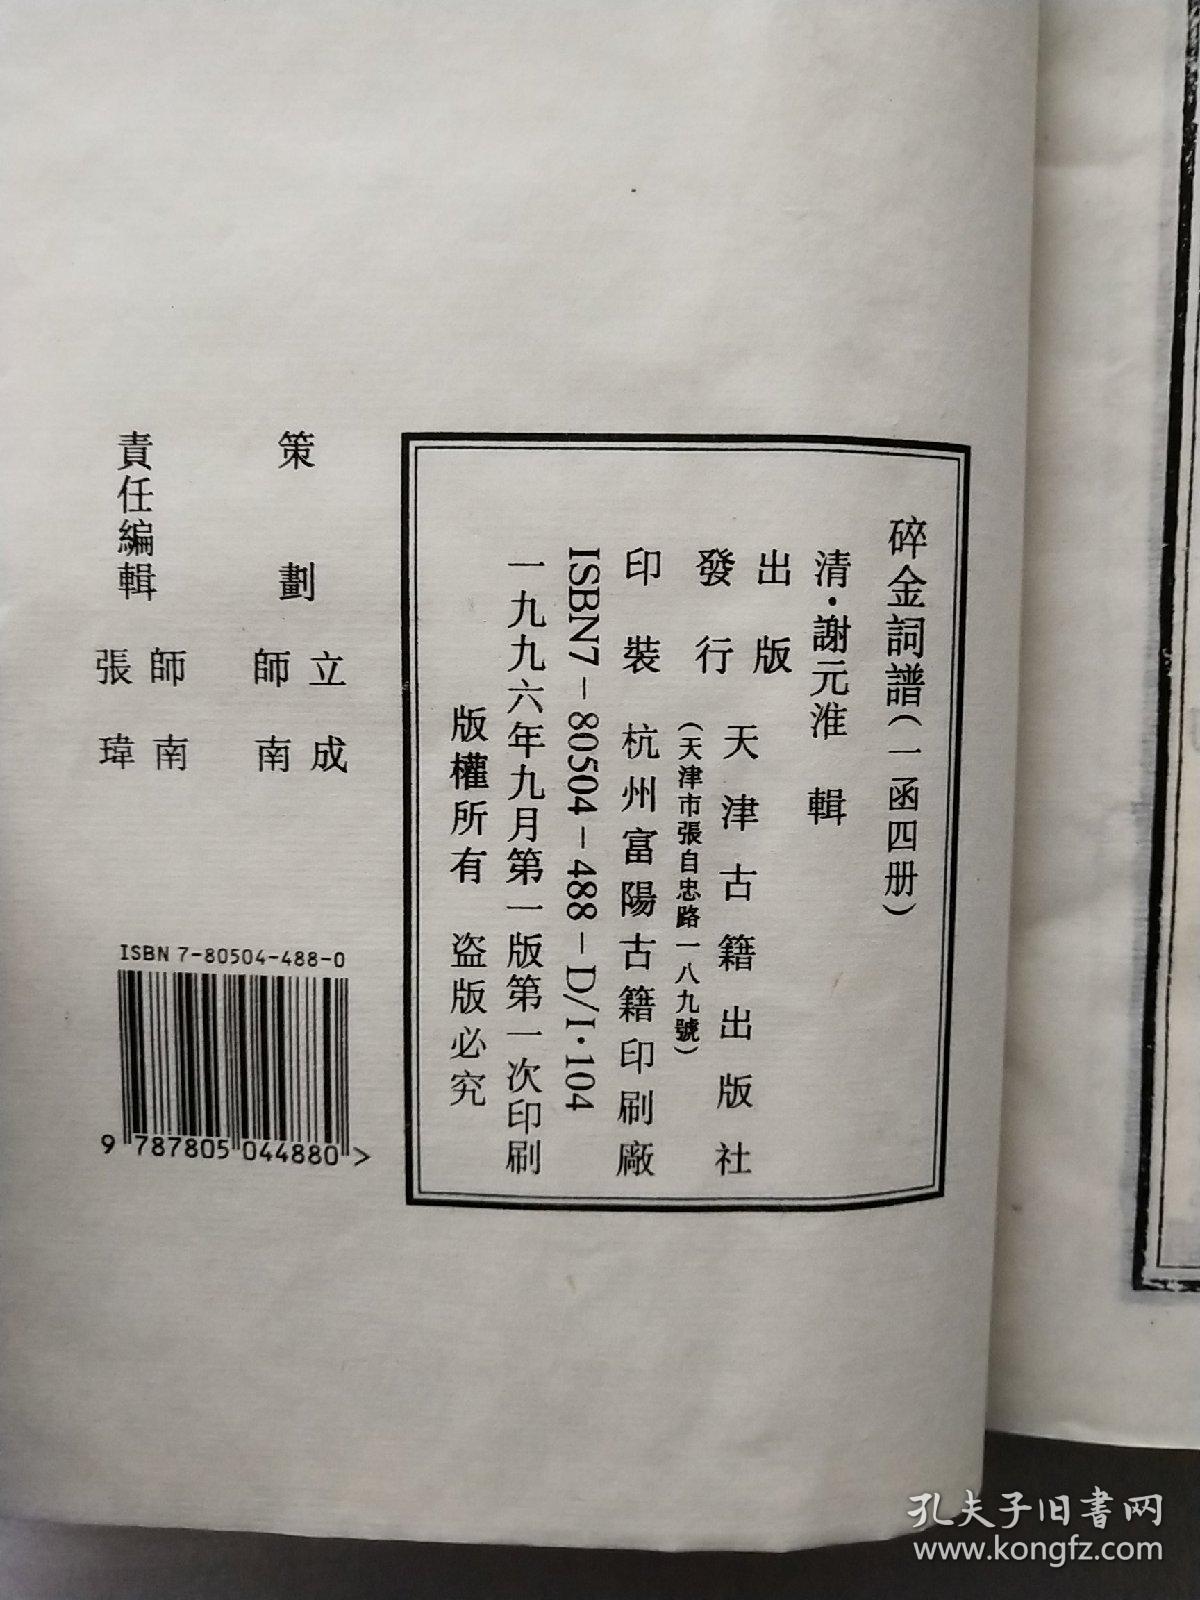 碎金詞譜(一函四册)
清·謝元淮 輯
出版
發行 天津古籍出版社
(天津市張自忠路一八九號)
印裝 杭州富陽古籍印刷廠
ISBN7-80504-488-D/I·104
一九九六年九月第一版第一次印刷
版權所有 盗版必究
策劃 立成
師南
責任編輯 師南
張瑋
ISBN 7-80504-488-0
9 787805 044880 >
孔夫子旧書网
www.kongfz.com